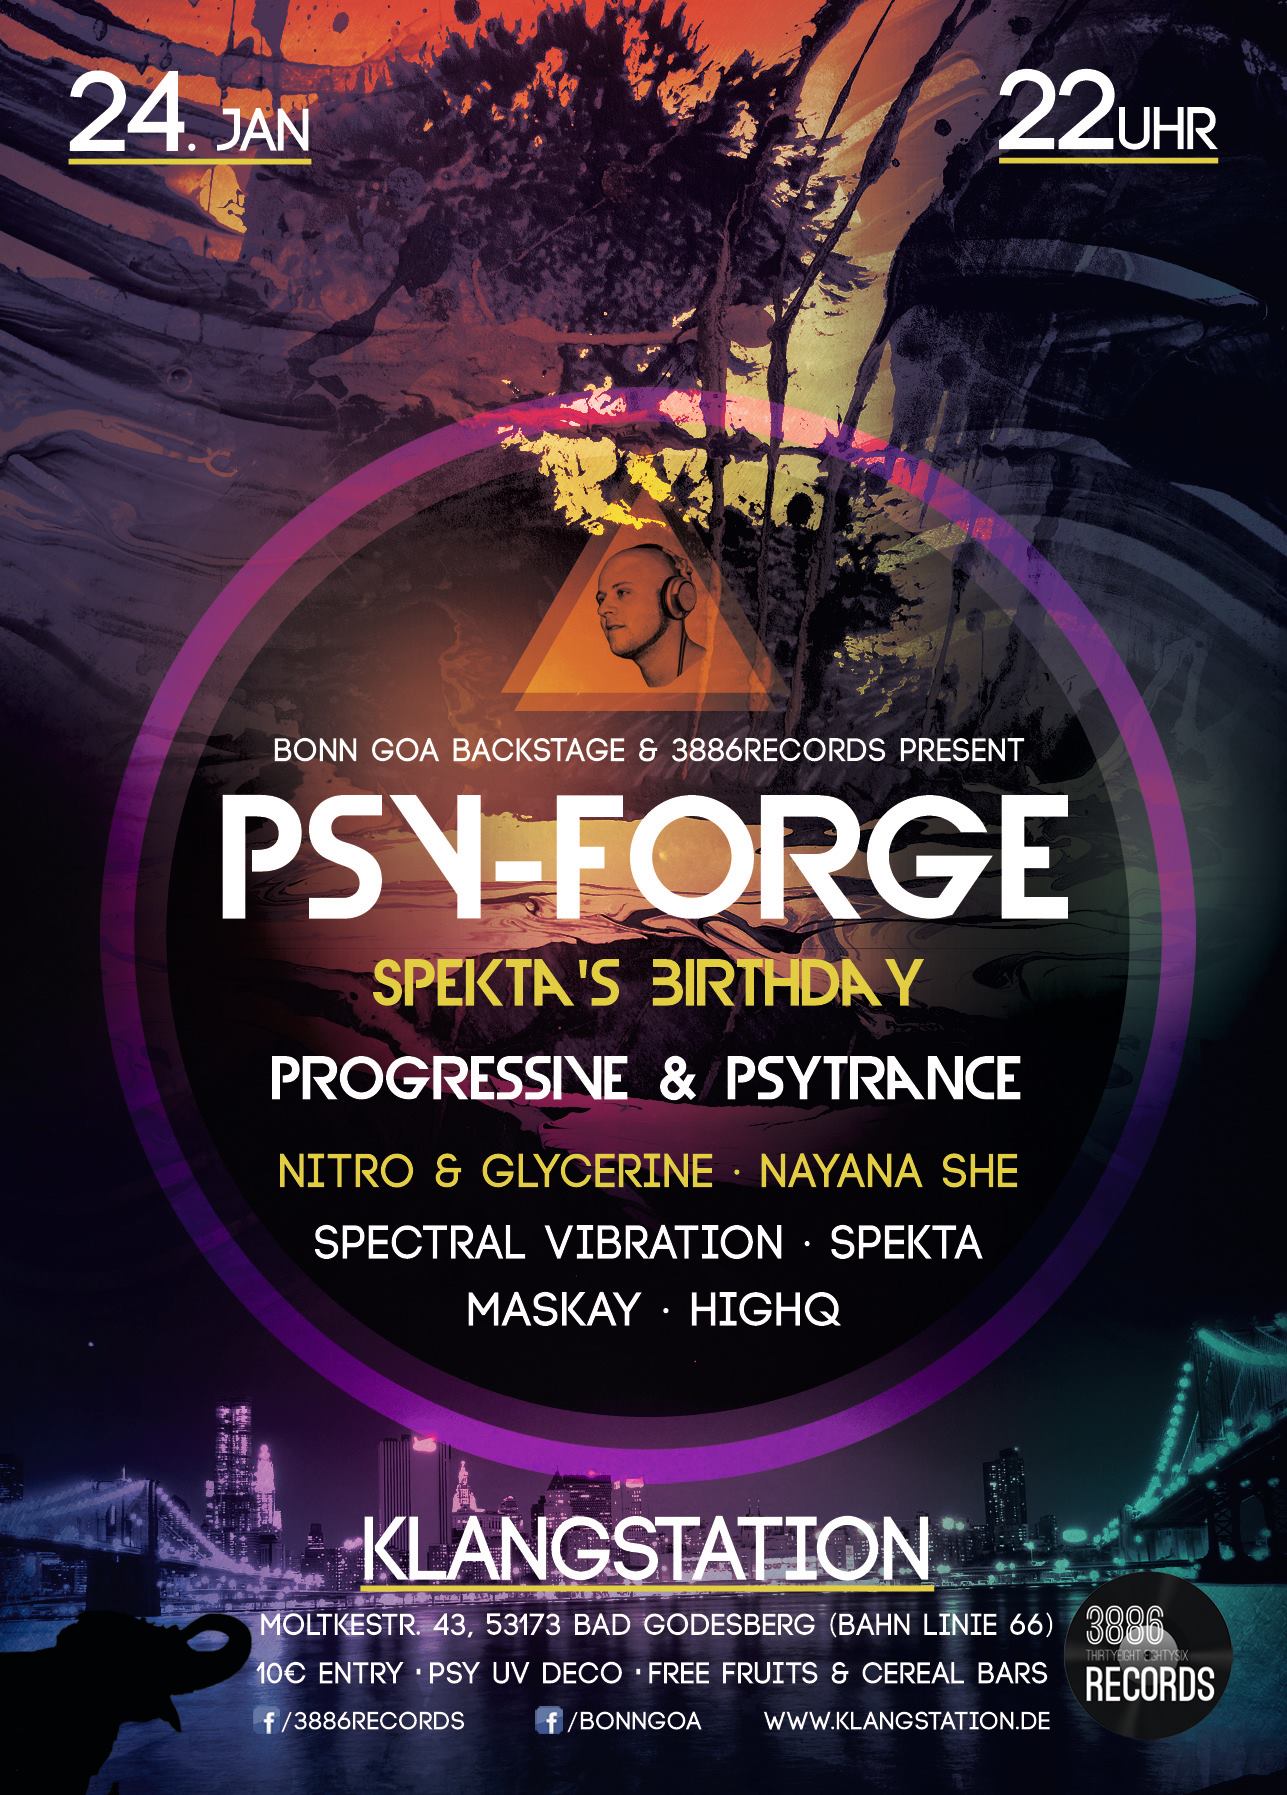 24. JAN
22UHR
BONN GOA BACKSTAGE & 3886RECORDS PRESENT
PSY-FORGE
SPEKTA'S BIRTHDAY
PROGRESSIVE & PSYTRANCE
NITRO & GLYCERINE · NAYANA SHE
SPECTRAL VIBRATION · SPEKTA
MASKAY · HIGHQ
KLANGSTATION
MOLTKESTR. 43, 53173 BAD GODESBERG (BAHN LINIE 66)
10€ ENTRY · PSY UV DECO · FREE FRUITS & CEREAL BARS
f /3886RECORDS f /BONNGOA WWW.KLANGSTATION.DE
3886
THIRTYEIGHT EIGHTYSIX
RECORDS